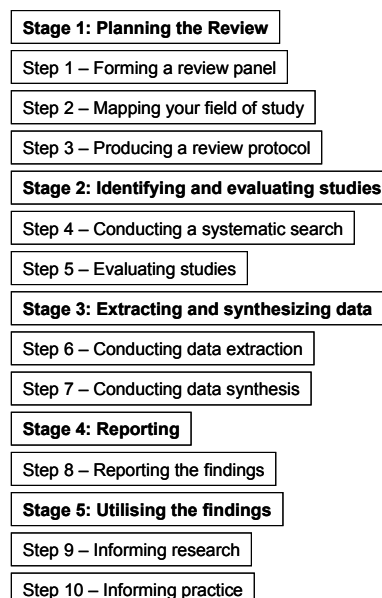 Stage 1: Planning the Review
Step 1 – Forming a review panel
Step 2 – Mapping your field of study
Step 3 – Producing a review protocol
Stage 2: Identifying and evaluating studies
Step 4 – Conducting a systematic search
Step 5 – Evaluating studies
Stage 3: Extracting and synthesizing data
Step 6 – Conducting data extraction
Step 7 – Conducting data synthesis
Stage 4: Reporting
Step 8 – Reporting the findings
Stage 5: Utilising the findings
Step 9 – Informing research
Step 10 – Informing practice